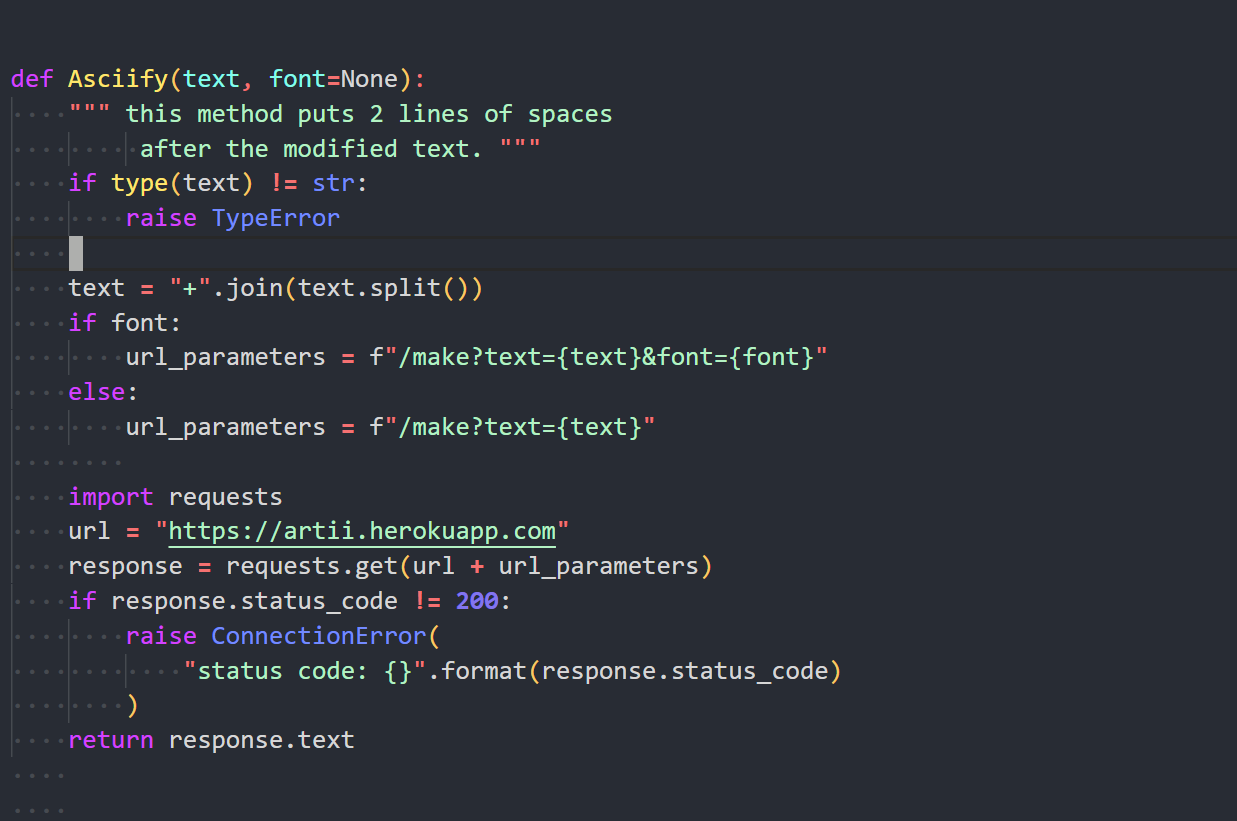 def Asciify(text, font=None):
    """ this method puts 2 lines of spaces
         after the modified text. """
    if type(text) != str:
        raise TypeError
    text = "+".join(text.split())
    if font:
        url_parameters = f"/make?text={text}&font={font}"
    else:
        url_parameters = f"/make?text={text}"
    import requests
    url = "https://artii.herokuapp.com"
    response = requests.get(url + url_parameters)
    if response.status_code != 200:
        raise ConnectionError(
            "status code: {}".format(response.status_code)
        )
    return response.text